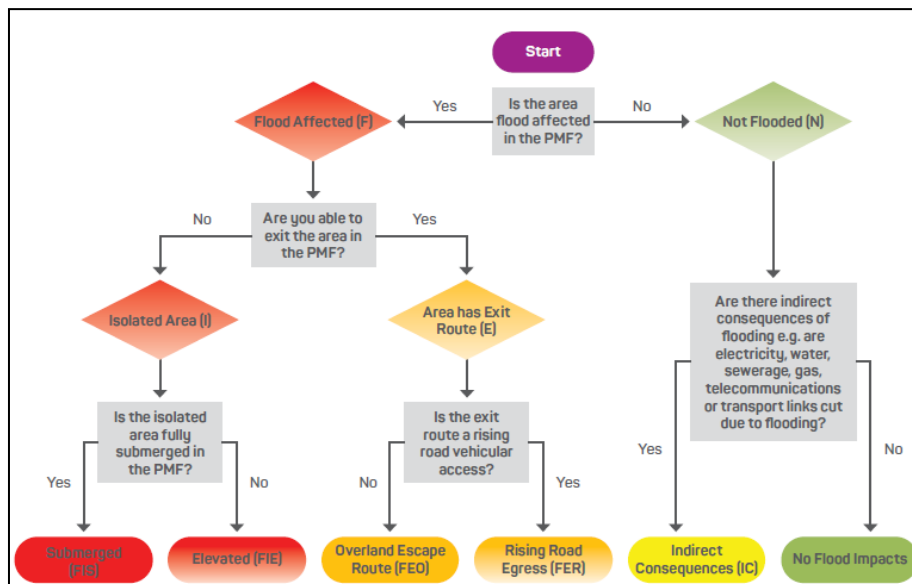 Start
Yes
Is the area
flood affected
in the PMF?
No
Flood Affected (F)
Not Flooded (N)
No
Are you able to
exit the area in
the PMF?
Yes
Isolated Area (I)
Area has Exit
Route (E)
Are there indirect
consequences of
flooding e.g. are
electricity, water,
sewerage, gas,
telecommunications
or transport links cut
due to flooding?
Is the isolated
area fully
submerged in
the PMF?
Is the exit
route a rising
road vehicular
access?
Yes
No
No
Yes
Yes
No
Submerged
(FIS)
Elevated (FIE)
Overland Escape
Route (FEO)
Rising Road
Egress (FER)
Indirect
Consequences (IC)
No Flood Impacts